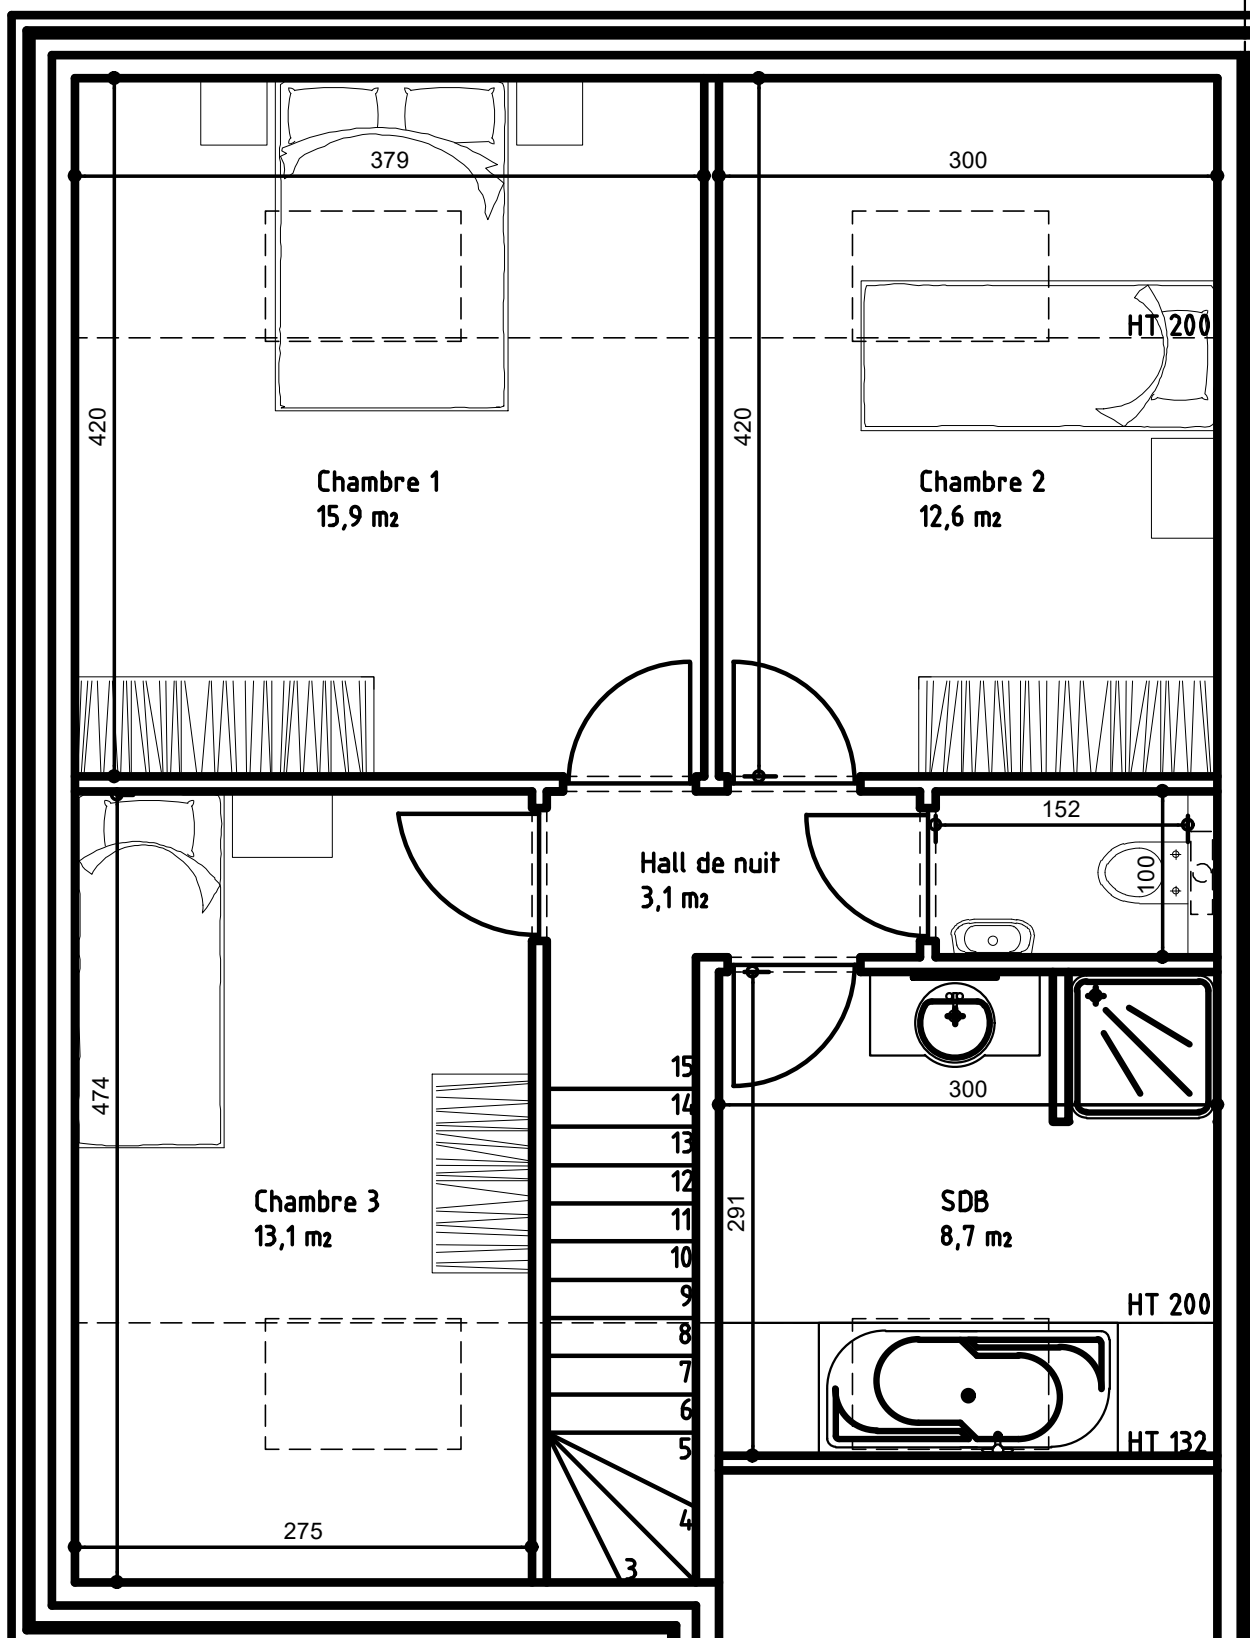 379
300
HT 200
420
420
Chambre 1
15,9 m2
Chambre 2
12,6 m2
152
100
Hall de nuit
3,1 m2
15
14
13
12
11
10
9
8
7
6
5
4
3
474
300
291
Chambre 3
13,1 m2
SDB
8,7 m2
HT 200
HT 132
275